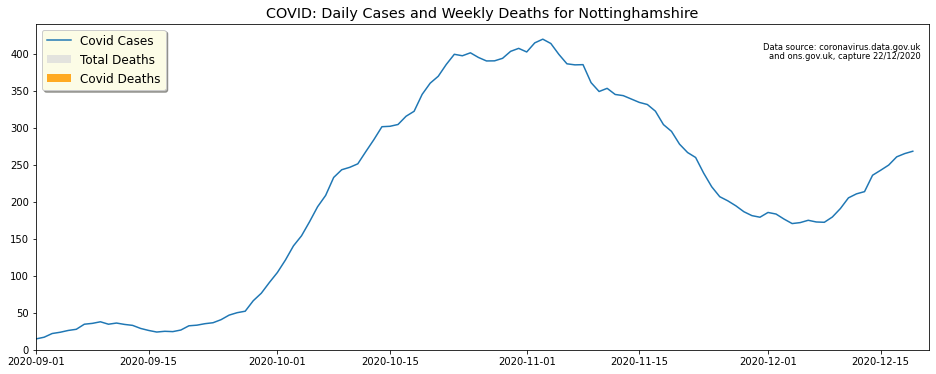 COVID: Daily Cases and Weekly Deaths for Nottinghamshire
Covid Cases
Total Deaths
Covid Deaths
Data source: coronavirus.data.gov.uk
and ons.gov.uk, capture 22/12/2020
400
350
300
250
200
150
100
50
0
2020-09-01 2020-09-15 2020-10-01 2020-10-15 2020-11-01 2020-11-15 2020-12-01 2020-12-15